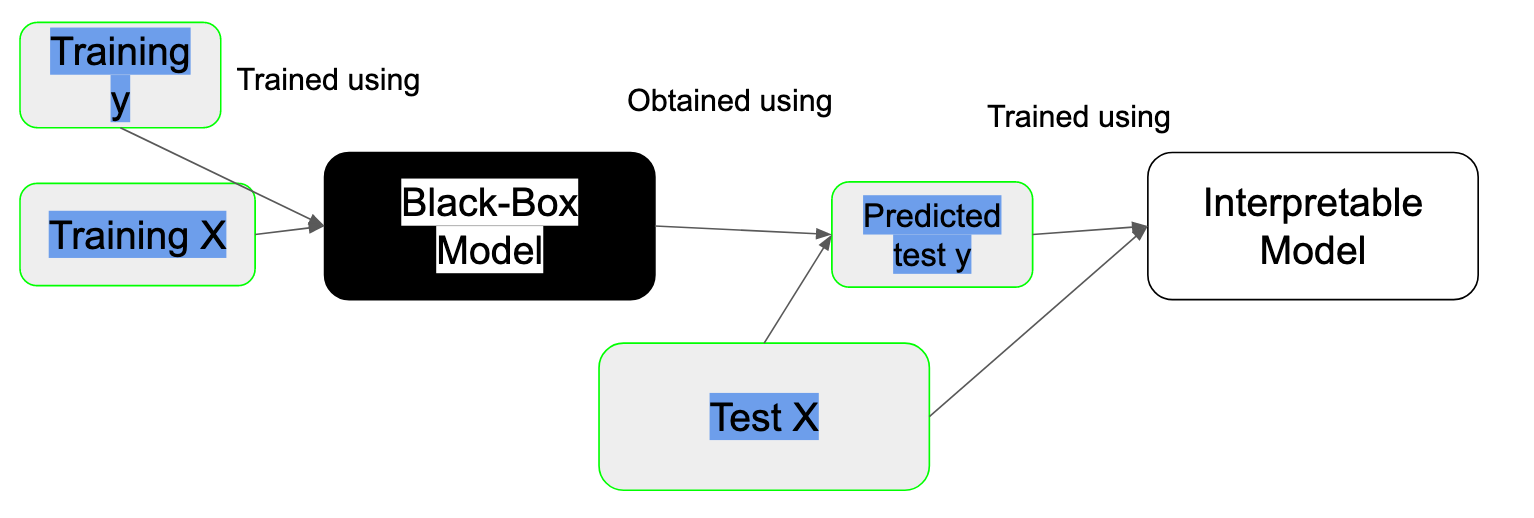 Training
y
Trained using
Obtained using
Trained using
Training X
Black-Box
Model
Predicted
test y
Interpretable
Model
Test X